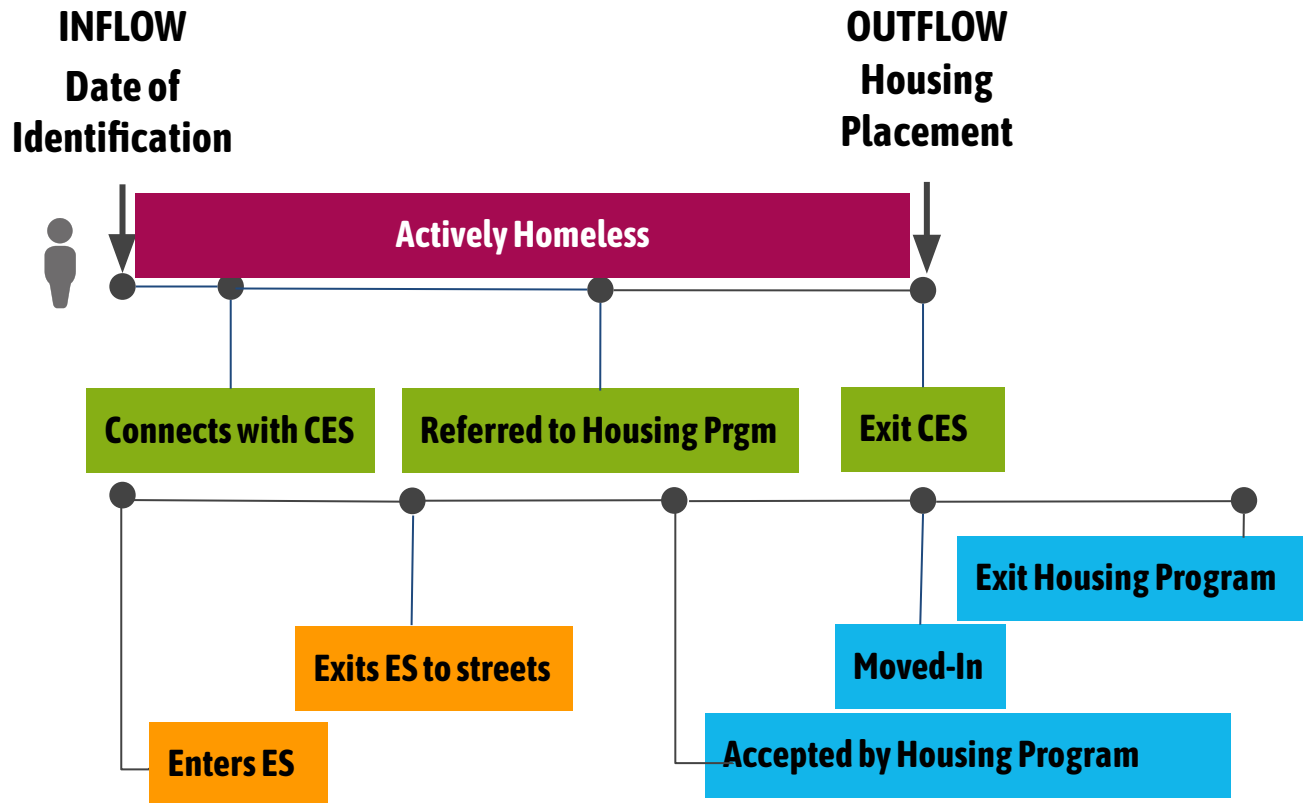 INFLOW
Date of
Identification
OUTFLOW
Housing
Placement
Actively Homeless
Connects with CES
Referred to Housing Prgm
Exit CES
Exit Housing Program
Exits ES to streets
Moved-In
Enters ES
Accepted by Housing Program